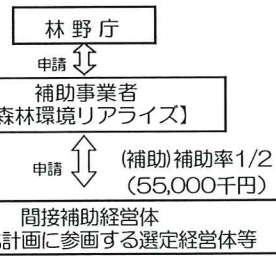 林野庁
申請
補助事業者
森林環境リアライズ】
申請
(補助)補助率1/2
(55,000千円)
間接補助経営体
計画に参画する選定経営体等